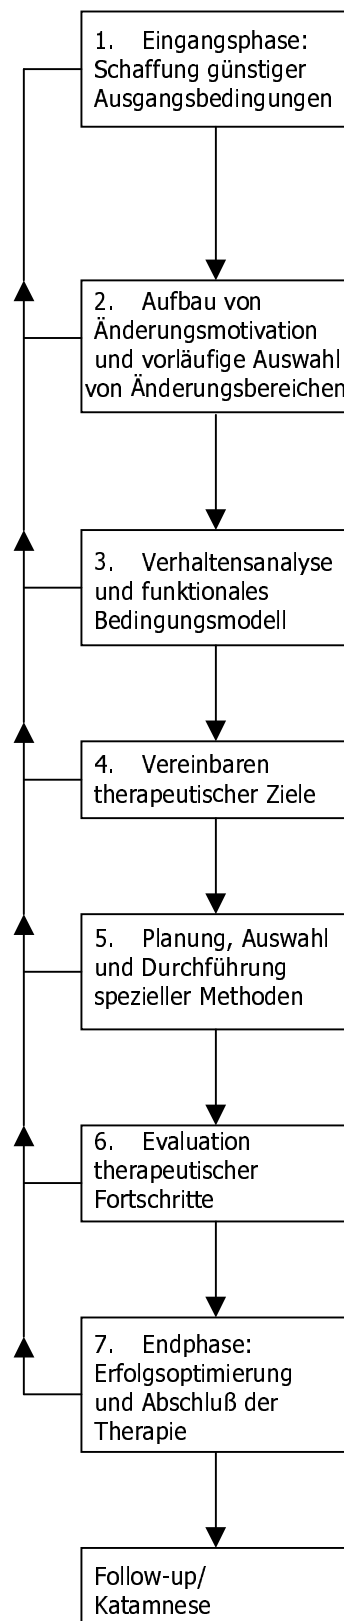 1. Eingangsphase:
Schaffung günstiger
Ausgangsbedingungen
2. Aufbau von
Änderungsmotivation
und vorläufige Auswahl
von Änderungsbereichen
3. Verhaltensanalyse
und funktionales
Bedingungsmodell
4. Vereinbaren
therapeutischer Ziele
5. Planung, Auswahl
und Durchführung
spezieller Methoden
6. Evaluation
therapeutischer
Fortschritte
7. Endphase:
Erfolgsoptimierung
und Abschluß der
Therapie
Follow-up/
Katamnese